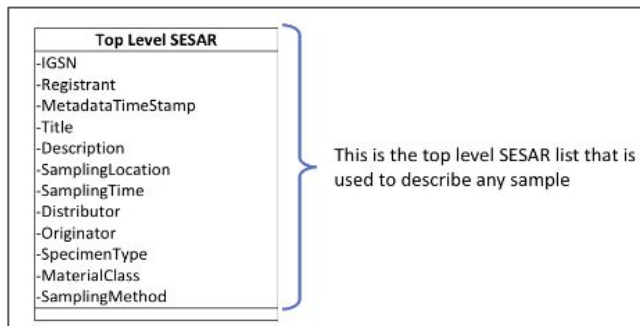 Top Level SESAR
-IGSN
-Registrant
-MetadataTimeStamp
-Title
-Description
-SamplingLocation
-SamplingTime
-Distributor
-Originator
-SpecimenType
-MaterialClass
-SamplingMethod
This is the top level SESAR list that is
used to describe any sample